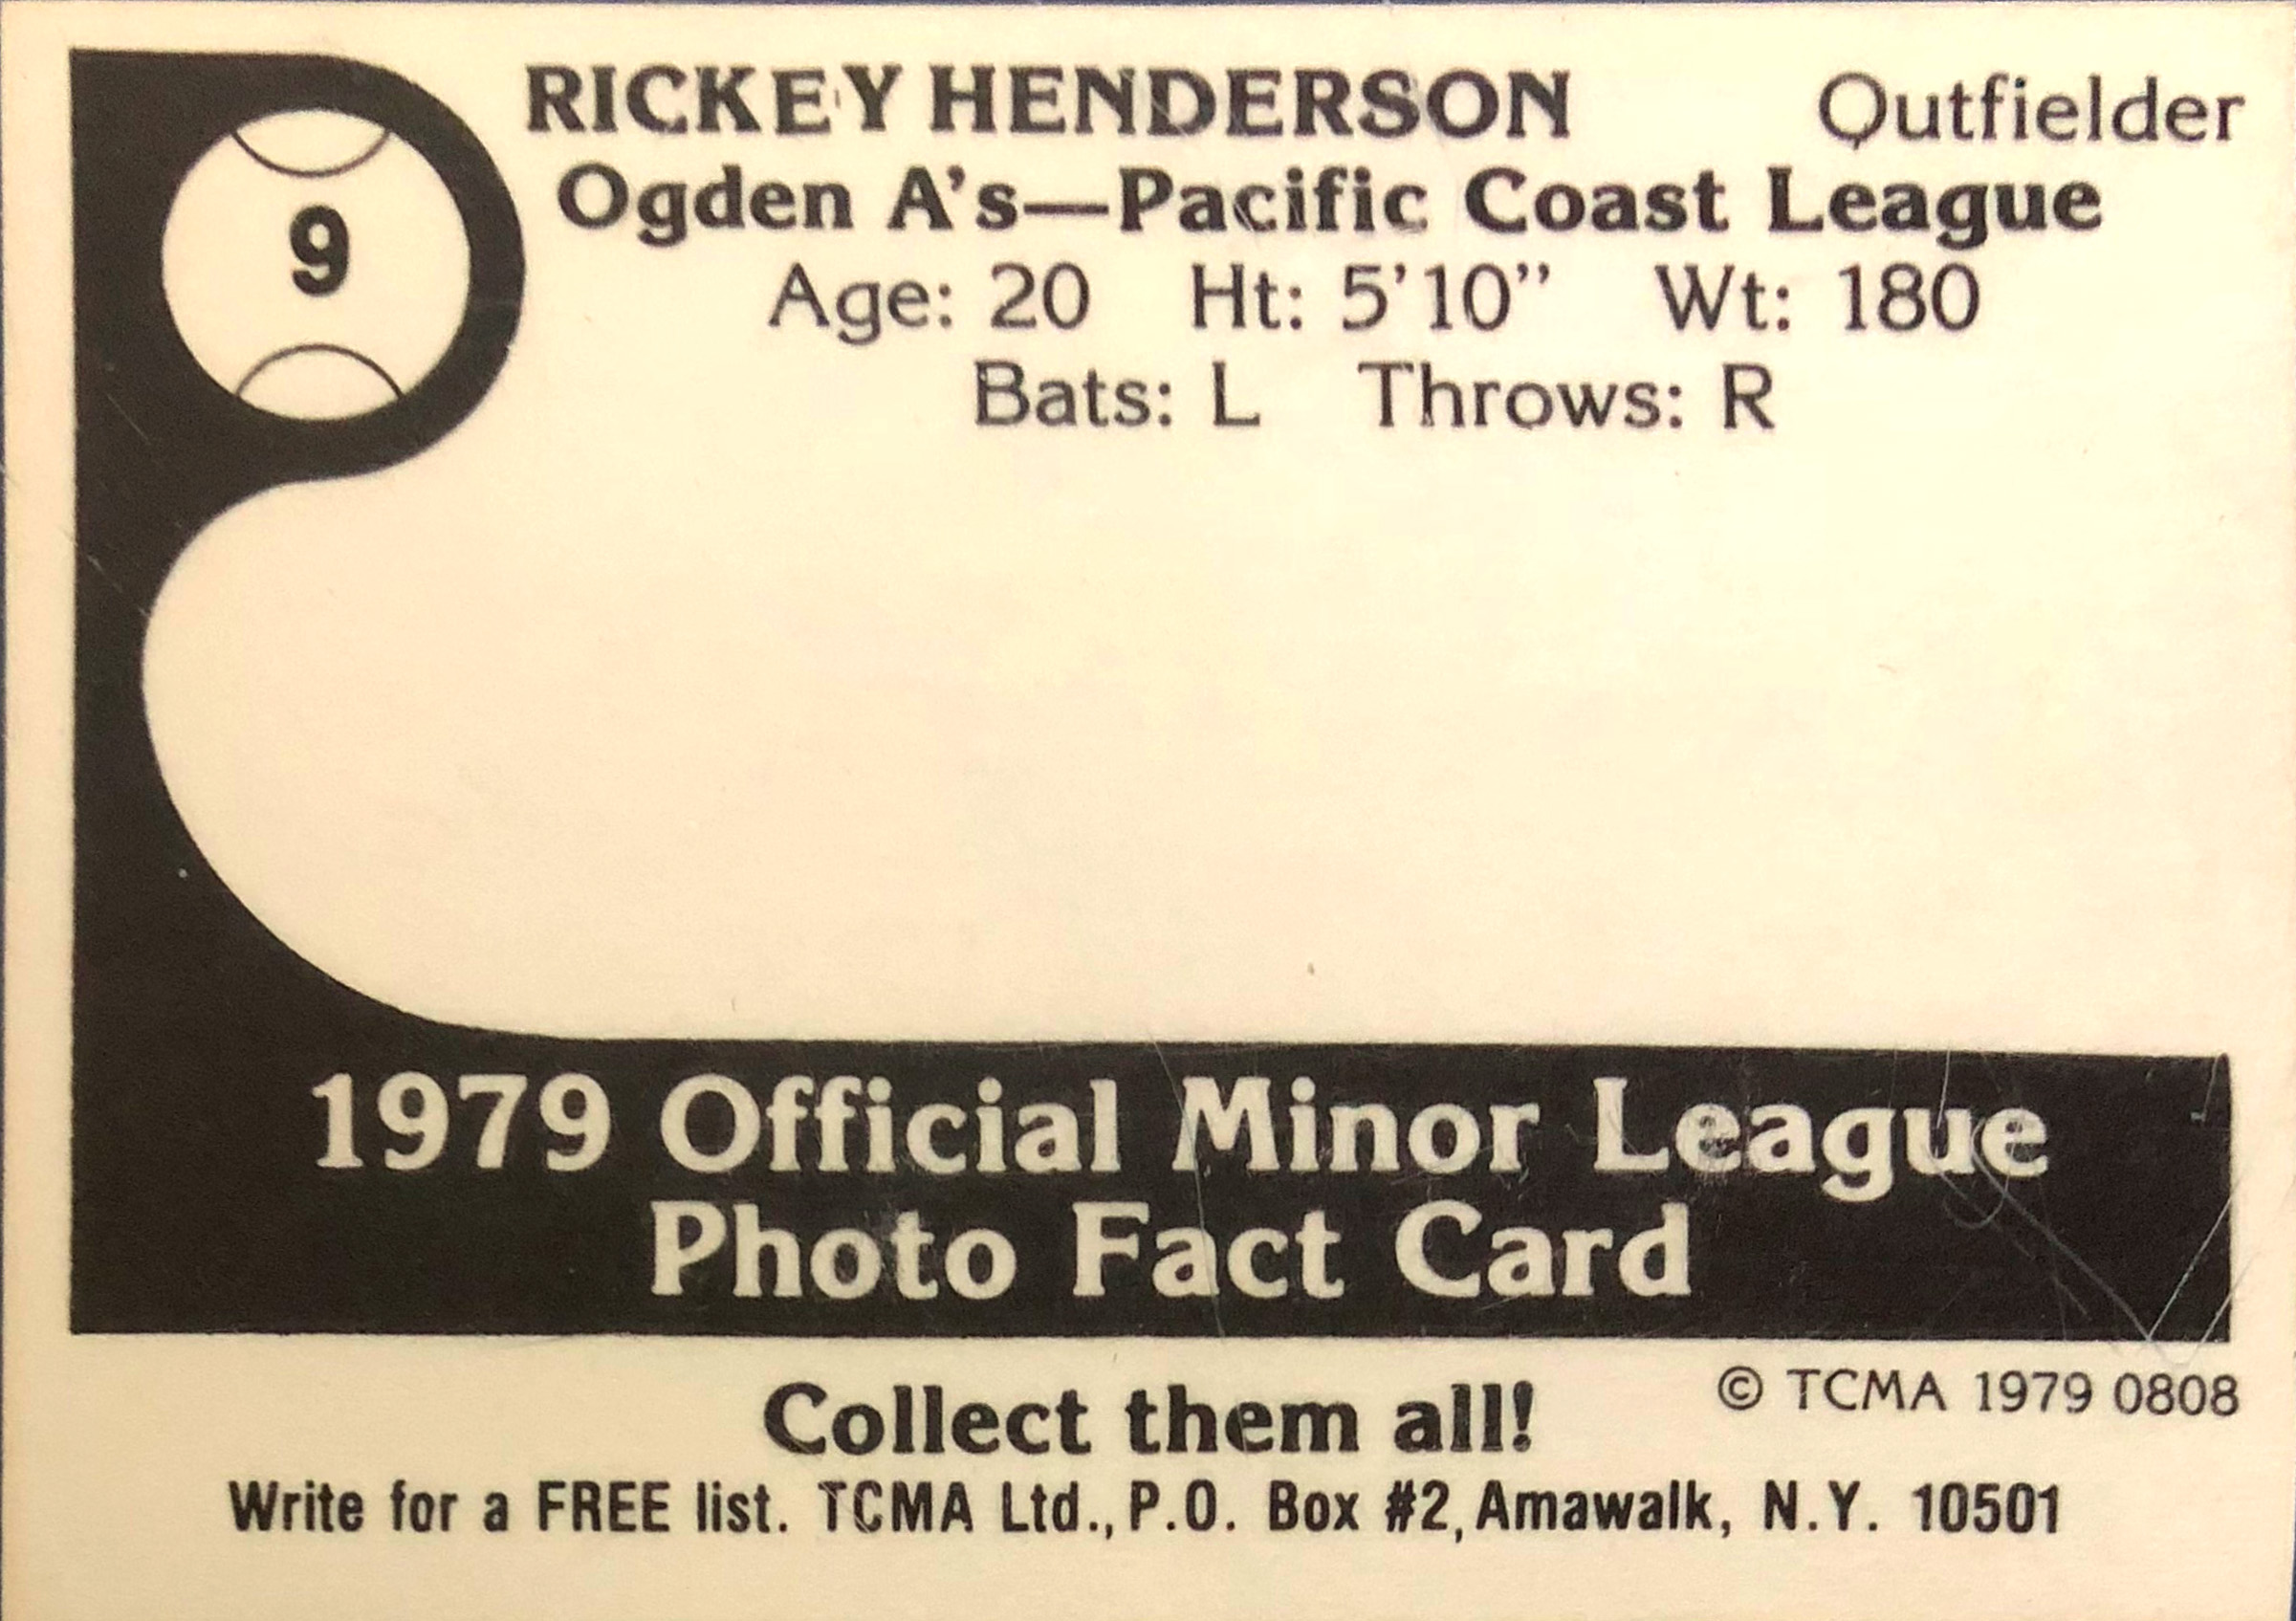 9
RICKEY HENDERSON Outfielder
Ogden A's—Pacific Coast League
Age: 20 Ht: 5'10" Wt: 180
Bats: L Throws: R
1979 Official Minor League
Photo Fact Card
© TCMA 1979 0808
Collect them all!
Write for a FREE list. TCMA Ltd., P.O. Box #2, Amawalk, N.Y. 10501